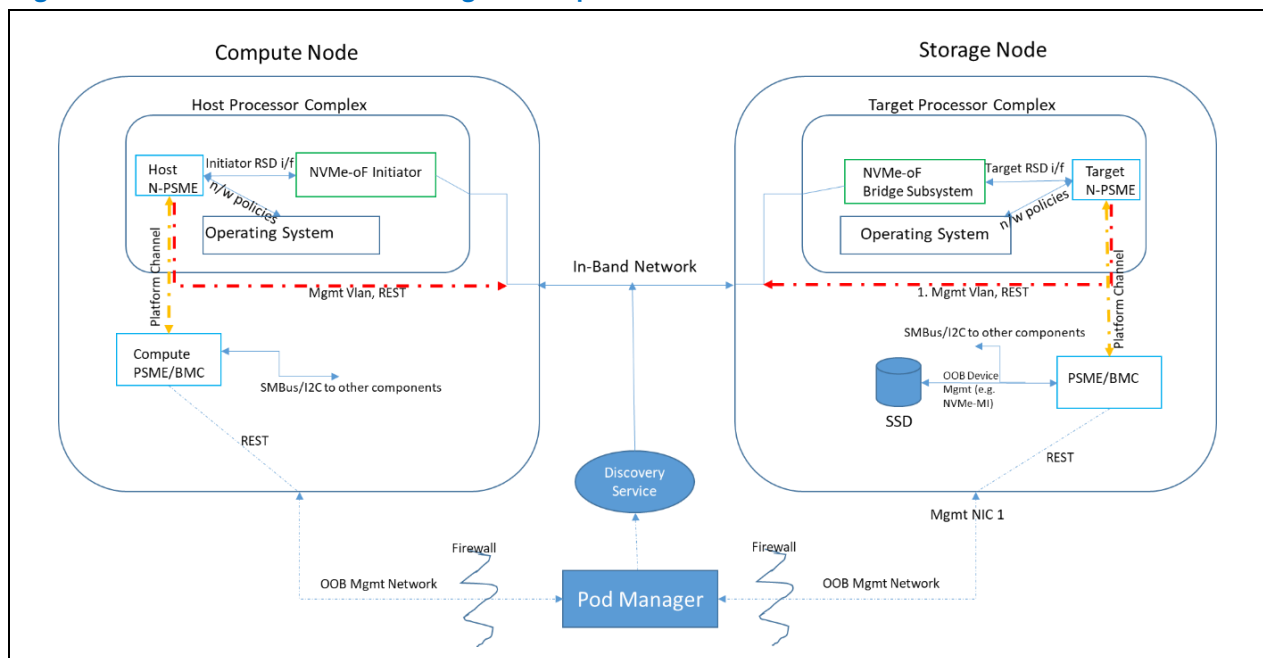 Compute Node
Storage Node
Host Processor Complex
Target Processor Complex
Host
N-PSME
Initiator RSD i/f
NVMe-oF Initiator
n/w policies
Operating System
NVMe-oF
Bridge Subsystem
Target RSD i/f
Target
N-PSME
n/w policies
Operating System
Platform Channel
Mgmt Vlan, REST
In-Band Network
1. Mgmt Vlan, REST
Platform Channel
Compute
PSME/BMC
SMBus/I2C to other components
SMBus/I2C to other components
OOB Device
Mgmt (e.g.
NVMe-MI)
SSD
PSME/BMC
REST
REST
Discovery
Service
Mgmt NIC 1
Firewall
Firewall
OOB Mgmt Network
Pod Manager
OOB Mgmt Network